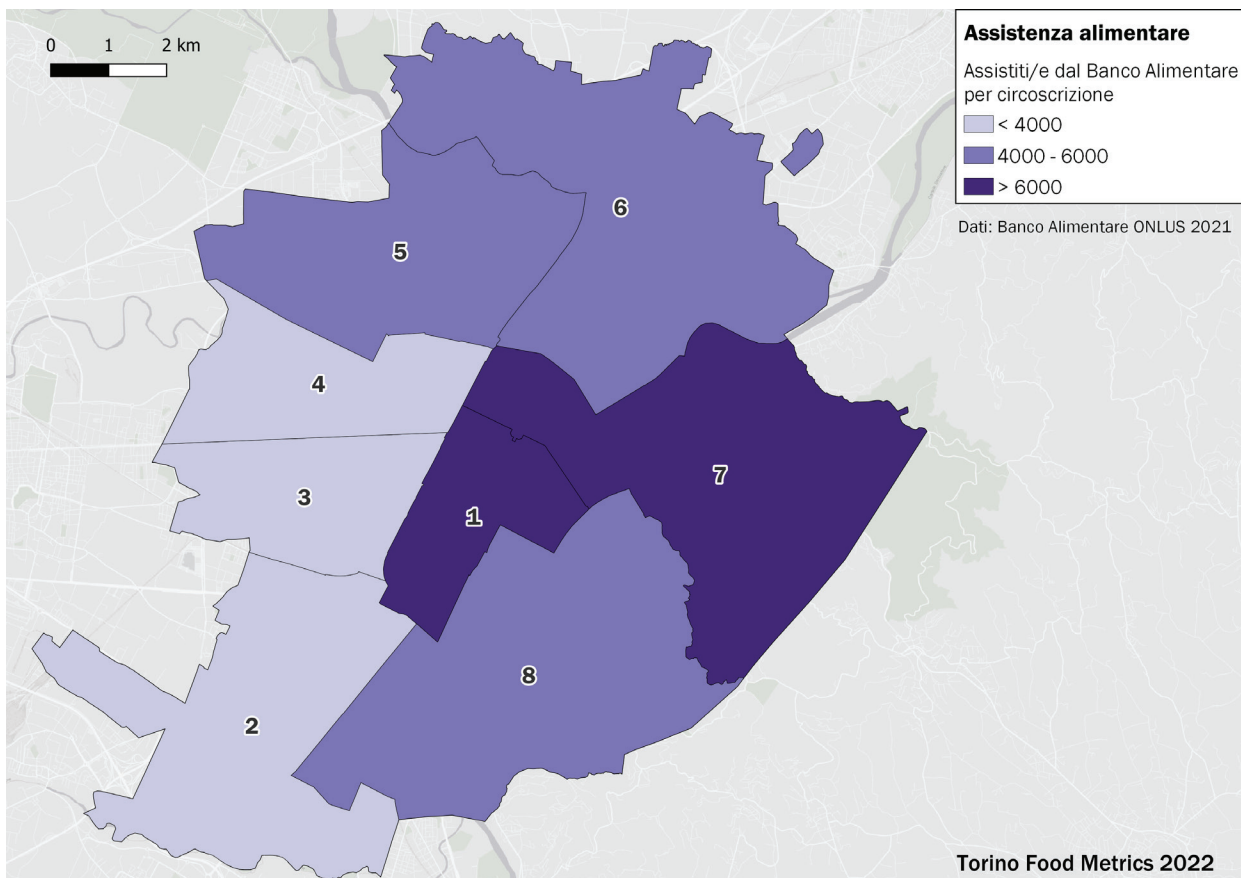 0 1 2 km
Assistenza alimentare
Assistiti/e dal Banco Alimentare
per circoscrizione
< 4000
4000 - 6000
> 6000
Dati: Banco Alimentare ONLUS 2021
6
5
4
7
3
1
8
2
Torino Food Metrics 2022